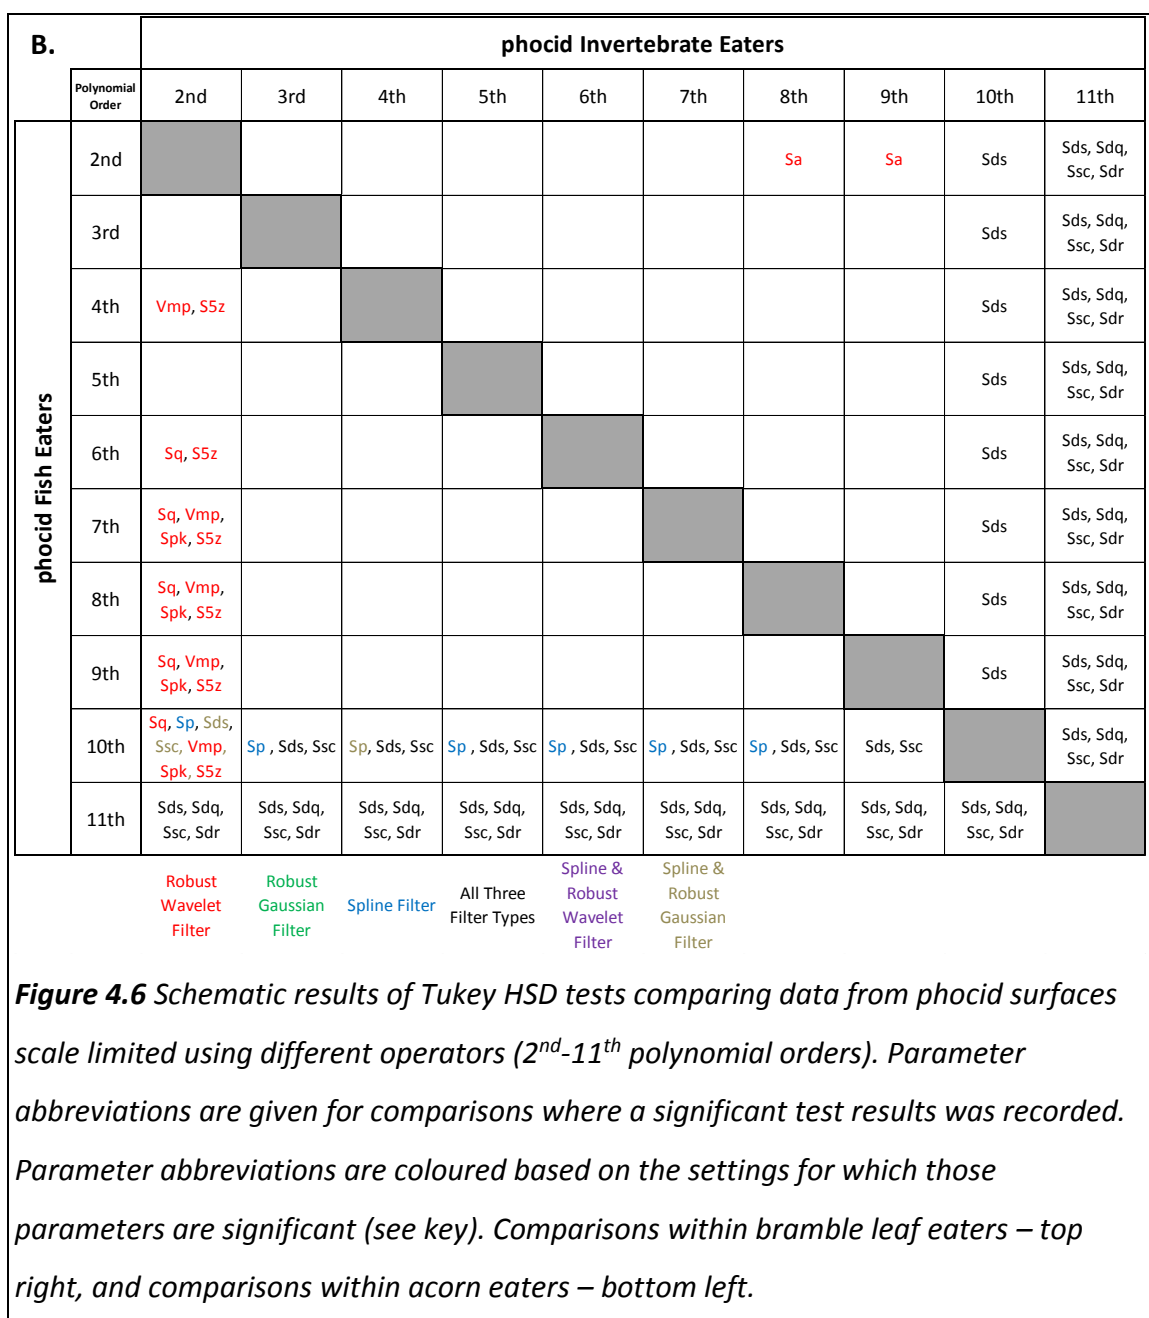 B.
phocid Invertebrate Eaters
Polynomial Order 2nd 3rd 4th 5th 6th 7th 8th 9th 10th 11th
phocid Fish Eaters
2nd Sa Sa Sds Sds, Sdq,
Ssc, Sdr
3rd Sds Sds, Sdq,
Ssc, Sdr
4th Vmp, S5z Sds Sds, Sdq,
Ssc, Sdr
5th Sds Sds, Sdq,
Ssc, Sdr
6th Sq, S5z Sds Sds, Sdq,
Ssc, Sdr
7th Sq, Vmp, Sds Sds, Sdq,
Spk, S5z Ssc, Sdr
8th Sq, Vmp, Sds Sds, Sdq,
Spk, S5z Ssc, Sdr
9th Sq, Vmp, Sds Sds, Sdq,
Spk, S5z Ssc, Sdr
Sq, Sp, Sds,
10th Ssc, Vmp, Sp , Sds, Ssc Sp, Sds, Ssc Sp , Sds, Ssc Sp , Sds, Ssc Sp , Sds, Ssc Sp , Sds, Ssc Sds, Ssc Sds, Sdq,
Spk, S5z Ssc, Sdr
11th Sds, Sdq, Sds, Sdq, Sds, Sdq, Sds, Sdq, Sds, Sdq, Sds, Sdq, Sds, Sdq, Sds, Sdq, Sds, Sdq,
Ssc, Sdr Ssc, Sdr Ssc, Sdr Ssc, Sdr Ssc, Sdr Ssc, Sdr Ssc, Sdr Ssc, Sdr Ssc, Sdr
Robust
Wavelet
Filter
Robust
Gaussian
Filter
Spline Filter
All Three
Filter Types
Spline &
Robust
Wavelet
Filter
Spline &
Robust
Gaussian
Filter
Figure 4.6 Schematic results of Tukey HSD tests comparing data from phocid surfaces
scale limited using different operators (2nd-11th polynomial orders). Parameter
abbreviations are given for comparisons where a significant test results was recorded.
Parameter abbreviations are coloured based on the settings for which those
parameters are significant (see key). Comparisons within bramble leaf eaters – top
right, and comparisons within acorn eaters – bottom left.